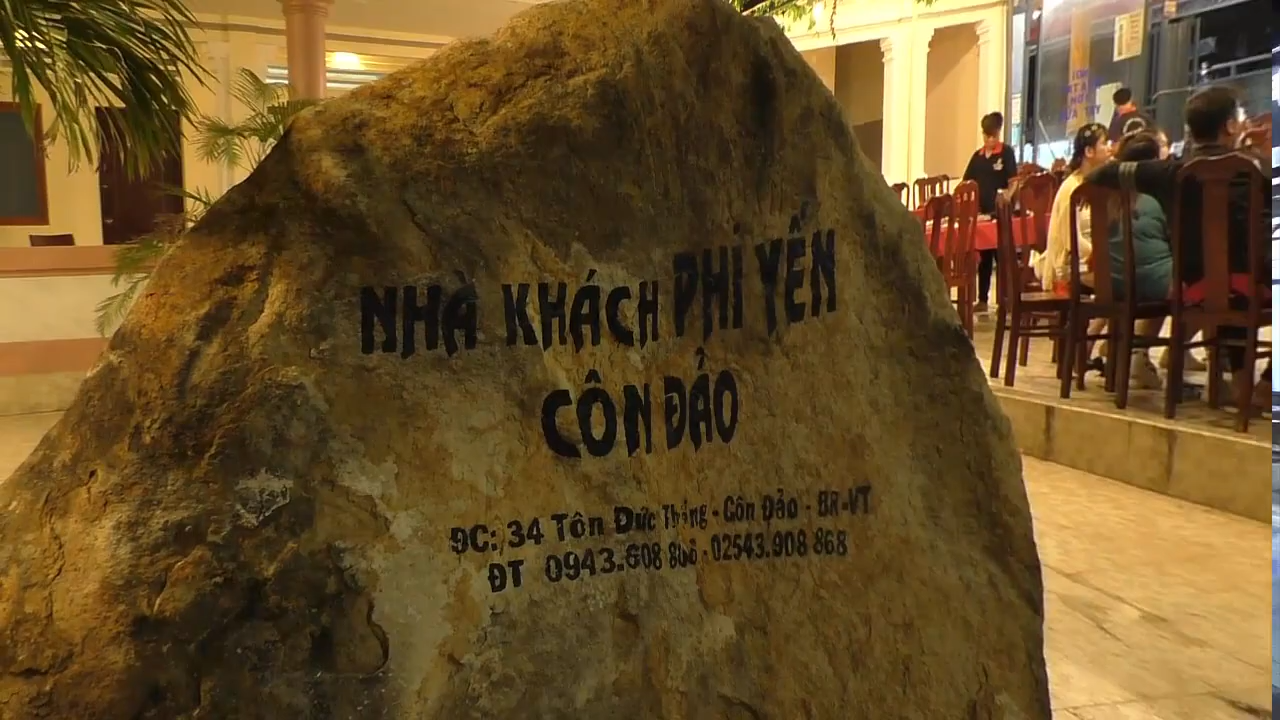 NHÀ KHÁCH PHI YẾN
CÔN ĐẢO
ĐC: 34 Tôn Đức Thắng - Côn Đảo - BR-VT
ĐT 0943.608 - 02543.908 868